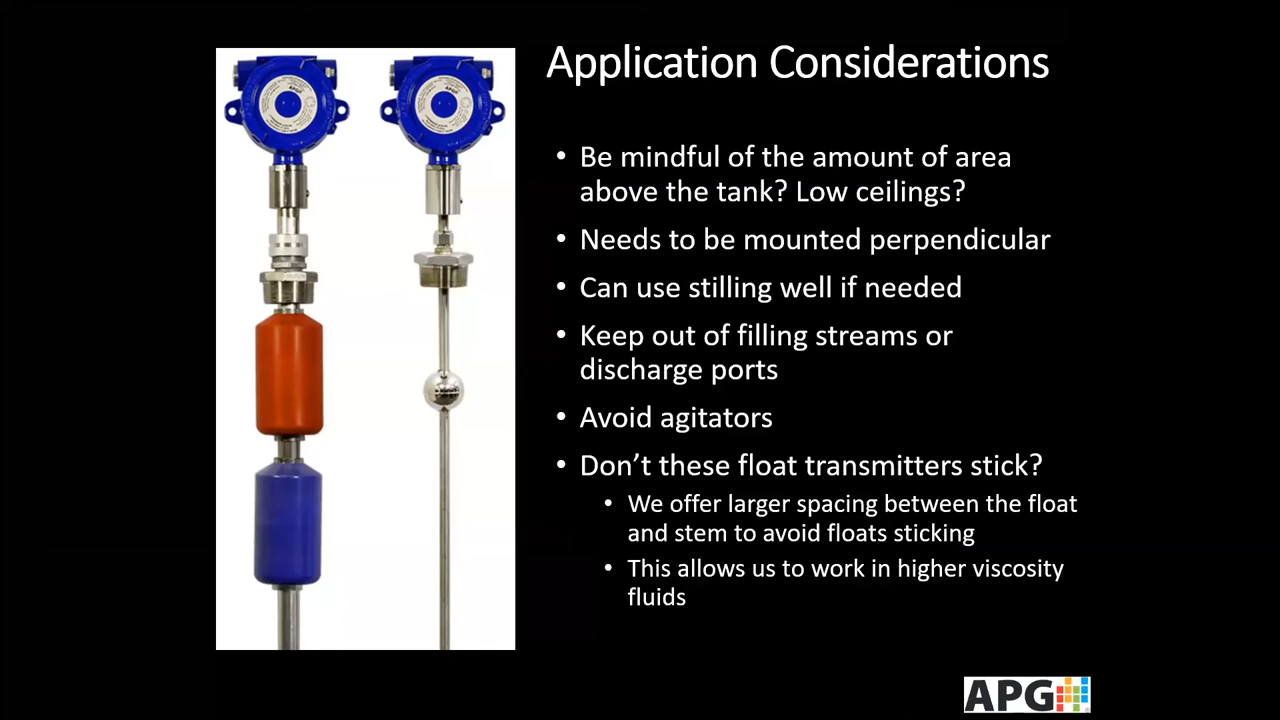 Application Considerations
• Be mindful of the amount of area
above the tank? Low ceilings?
• Needs to be mounted perpendicular
• Can use stilling well if needed
• Keep out of filling streams or
discharge ports
• Avoid agitators
• Don’t these float transmitters stick?
• We offer larger spacing between the float
and stem to avoid floats sticking
• This allows us to work in higher viscosity
fluids
APG